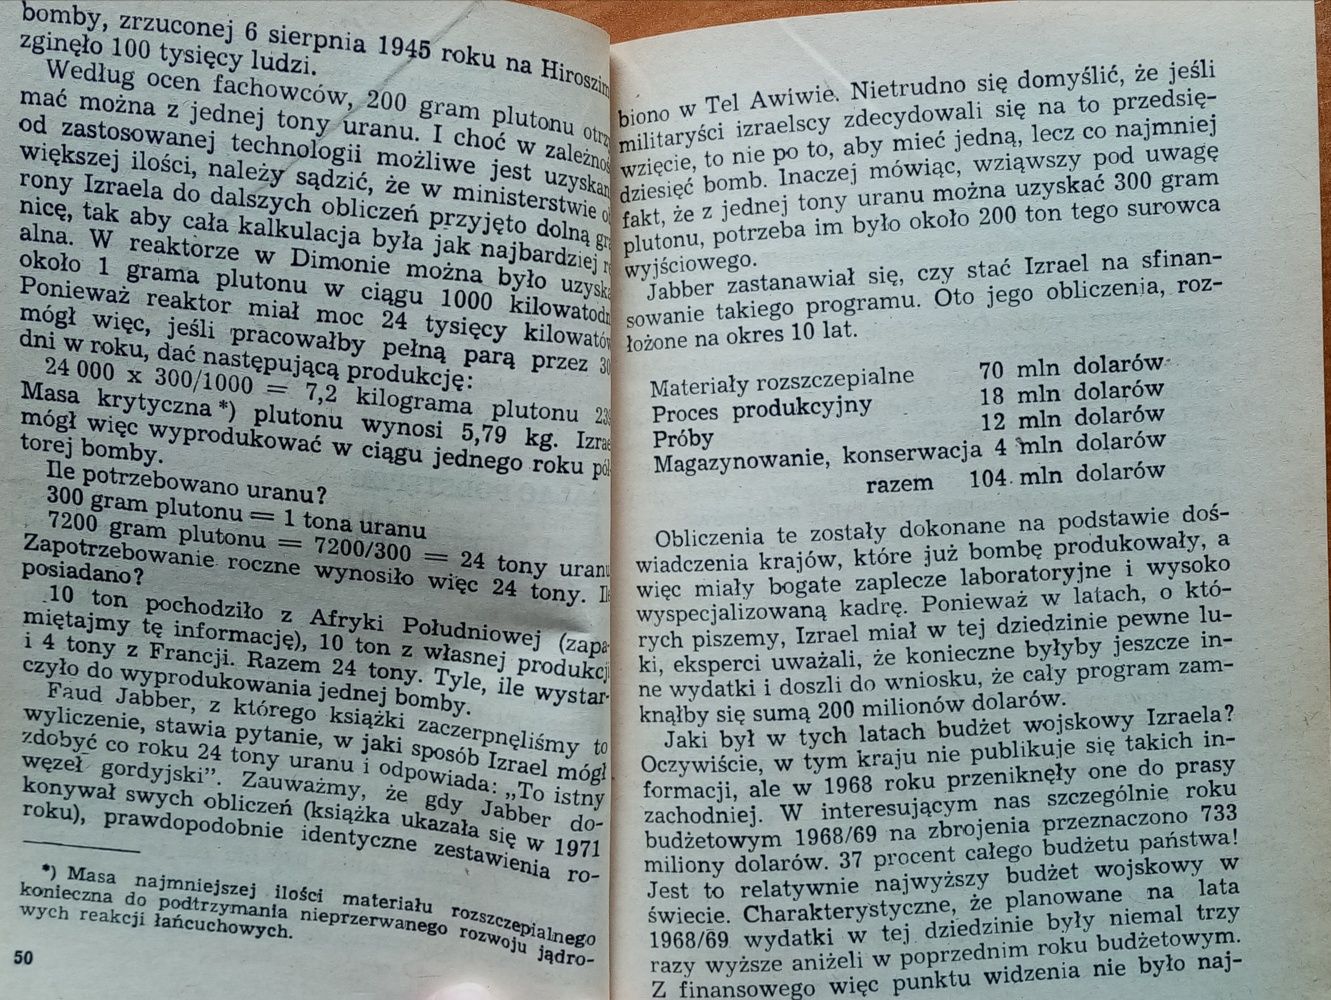 bomby, zrzuconej 6 sierpnia 1945 roku na Hiroszim
zginęło 100 tysięcy ludzi.
Według ocen fachowców, 200 gram plutonu otrzy
mać można z jednej tony uranu. I choć w zależnoś
od zastosowanej technologii możliwe jest uzyskan
większej ilości, należy sądzić, że w ministerstwie o
rony Izraela do dalszych obliczeń przyjęto dolną gra
nicę, tak aby cała kalkulacja była jak najbardziej r
alna. W reaktorze w Dimonie można było uzyska
około 1 grama plutonu w ciągu 1000 kilowatodn
Ponieważ reaktor miał moc 24 tysięcy kilowatów
mógł więc, jeśli pracowałby pełną parą przez 30
dni w roku, dać następującą produkcję:
24 000 x 300/1000 = 7,2 kilograma plutonu 239
Masa krytyczna *) plutonu wynosi 5,79 kg. Izrae
mógł więc wyprodukować w ciągu jednego roku pół-
torej bomby.
Ile potrzebowano uranu?
300 gram plutonu = 1 tona uranu
7200 gram plutonu = 7200/300 = 24 tony uranu
Zapotrzebowanie roczne wynosiło więc 24 tony. Il
posiadano?
10 ton pochodziło z Afryki Południowej (zapa-
miętajmy tę informację), 10 ton z własnej produkcji
i 4 tony z Francji. Razem 24 tony. Tyle, ile wystar-
czyło do wyprodukowania jednej bomby.
Faud Jabber, z którego książki zaczerpnęliśmy to
wyliczenie, stawia pytanie, w jaki sposób Izrael mógł
zdobyć co roku 24 tony uranu i odpowiada: „To istny
węzeł gordyjski”. Zauważmy, że gdy Jabber do-
konywał swych obliczeń (książka ukazała się w 1971
roku), prawdopodobnie identyczne zestawienia ro-
*) Masa najmniejszej ilości materiału rozszczepialnego
konieczna do podtrzymania nieprzerwanego rozwoju jądro-
wych reakcji łańcuchowych.
50
biono w Tel Awiwie. Nietrudno się domyślić, że jeśli
militaryści izraelscy zdecydowali się na to przedsię-
wzięcie, to nie po to, aby mieć jedną, lecz co najmniej
dziesięć bomb. Inaczej mówiąc, wziąwszy pod uwagę
fakt, że z jednej tony uranu można uzyskać 300 gram
plutonu, potrzeba im było około 200 ton tego surowca
wyjściowego.
Jabber zastanawiał się, czy stać Izrael na sfinan-
sowanie takiego programu. Oto jego obliczenia, roz-
łożone na okres 10 lat.
Materiały rozszczepialne 70 mln dolarów
Proces produkcyjny 18 mln dolarów
Próby 12 mln dolarów
Magazynowanie, konserwacja 4 mln dolarów
razem 104 mln dolarów
Obliczenia te zostały dokonane na podstawie doś-
wiadczenia krajów, które już bombę produkowały, a
więc miały bogate zaplecze laboratoryjne i wysoko
wyspecjalizowaną kadrę. Ponieważ w latach, o któ-
rych piszemy, Izrael miał w tej dziedzinie pewne lu-
ki, eksperci uważali, że konieczne byłyby jeszcze in-
ne wydatki i doszli do wniosku, że cały program zam-
knąłby się sumą 200 milionów dolarów.
Jaki był w tych latach budżet wojskowy Izraela?
Oczywiście, w tym kraju nie publikuje się takich in-
formacji, ale w 1968 roku przeniknęły one do prasy
zachodniej. W interesującym nas szczególnie roku
budżetowym 1968/69 na zbrojenia przeznaczono 733
miliony dolarów. 37 procent całego budżetu państwa!
Jest to relatywnie najwyższy budżet wojskowy w
świecie. Charakterystyczne, że planowane na lata
1968/69 wydatki w tej dziedzinie były niemal trzy
razy wyższe aniżeli w poprzednim roku budżetowym.
Z finansowego więc punktu widzenia nie było naj-